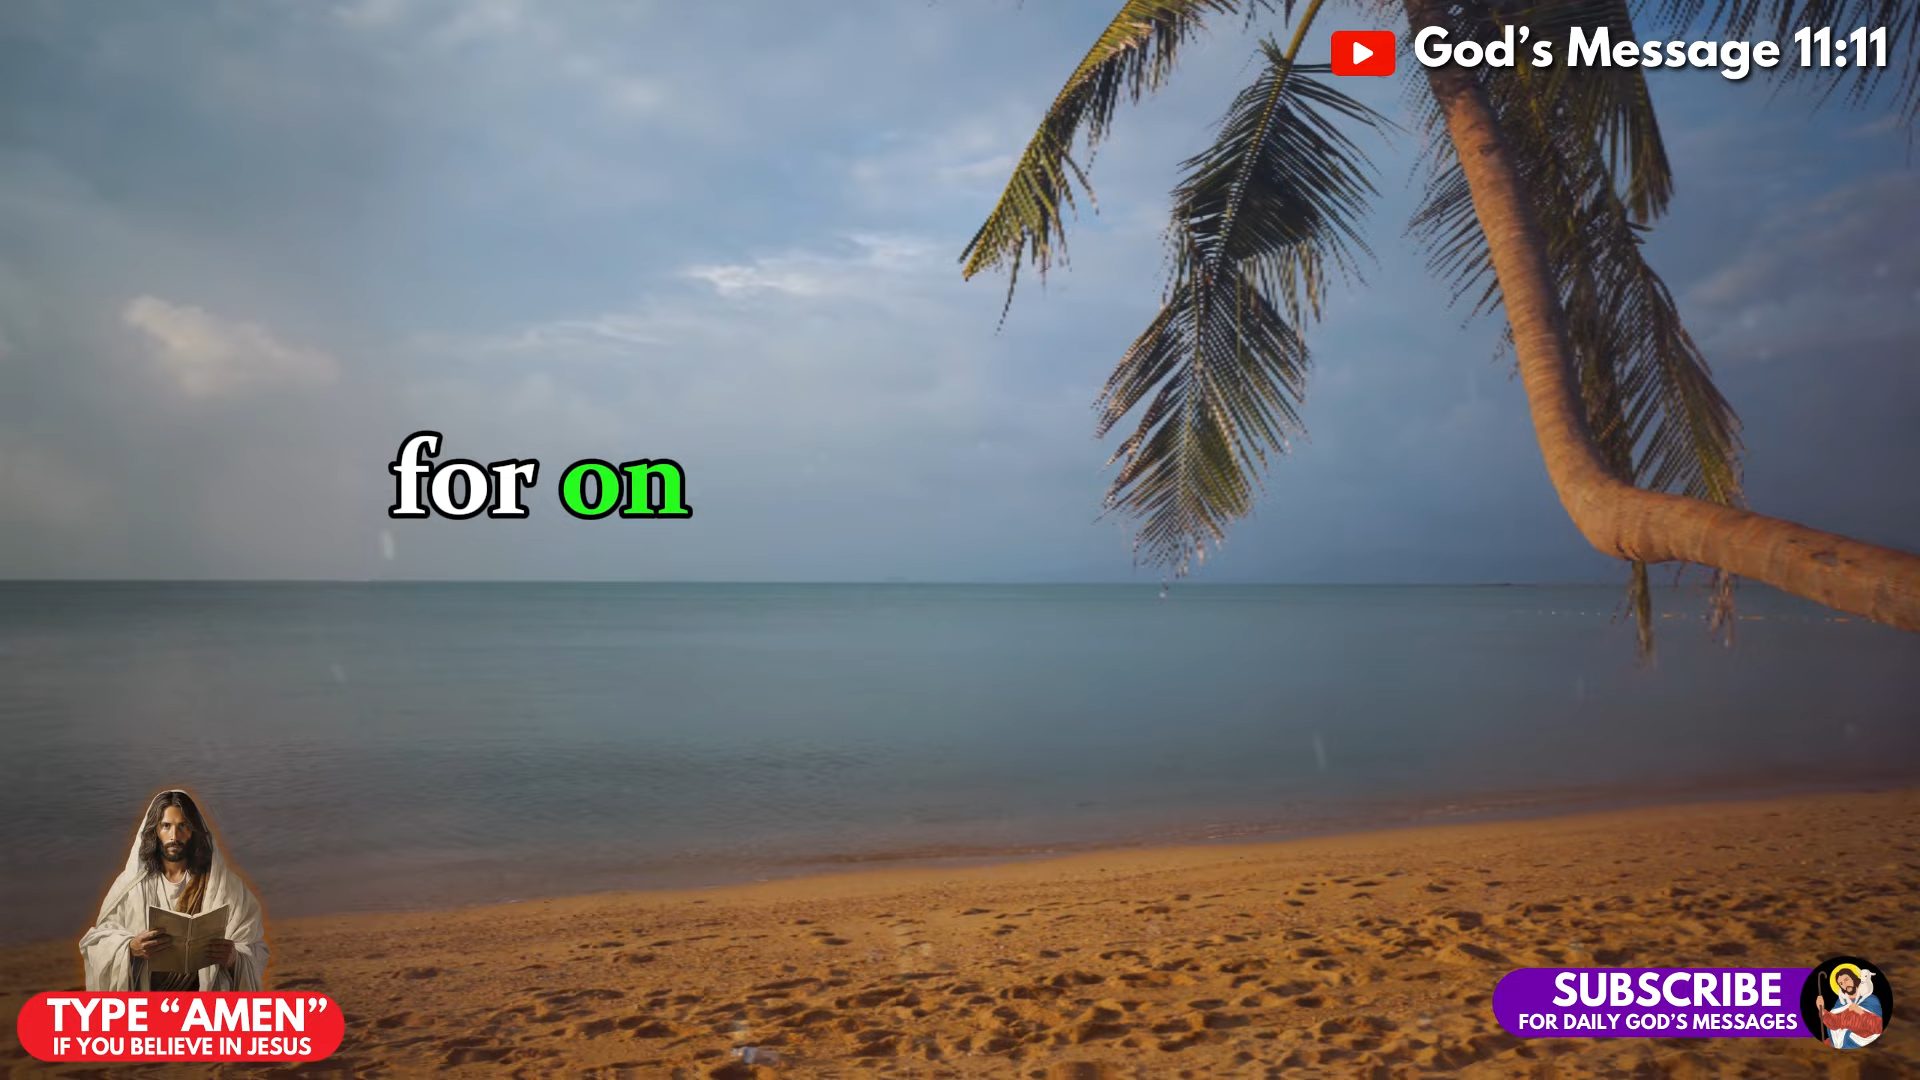 God’s Message 11:11
for on
TYPE “AMEN”
IF YOU BELIEVE IN JESUS
SUBSCRIBE
FOR DAILY GOD’S MESSAGES